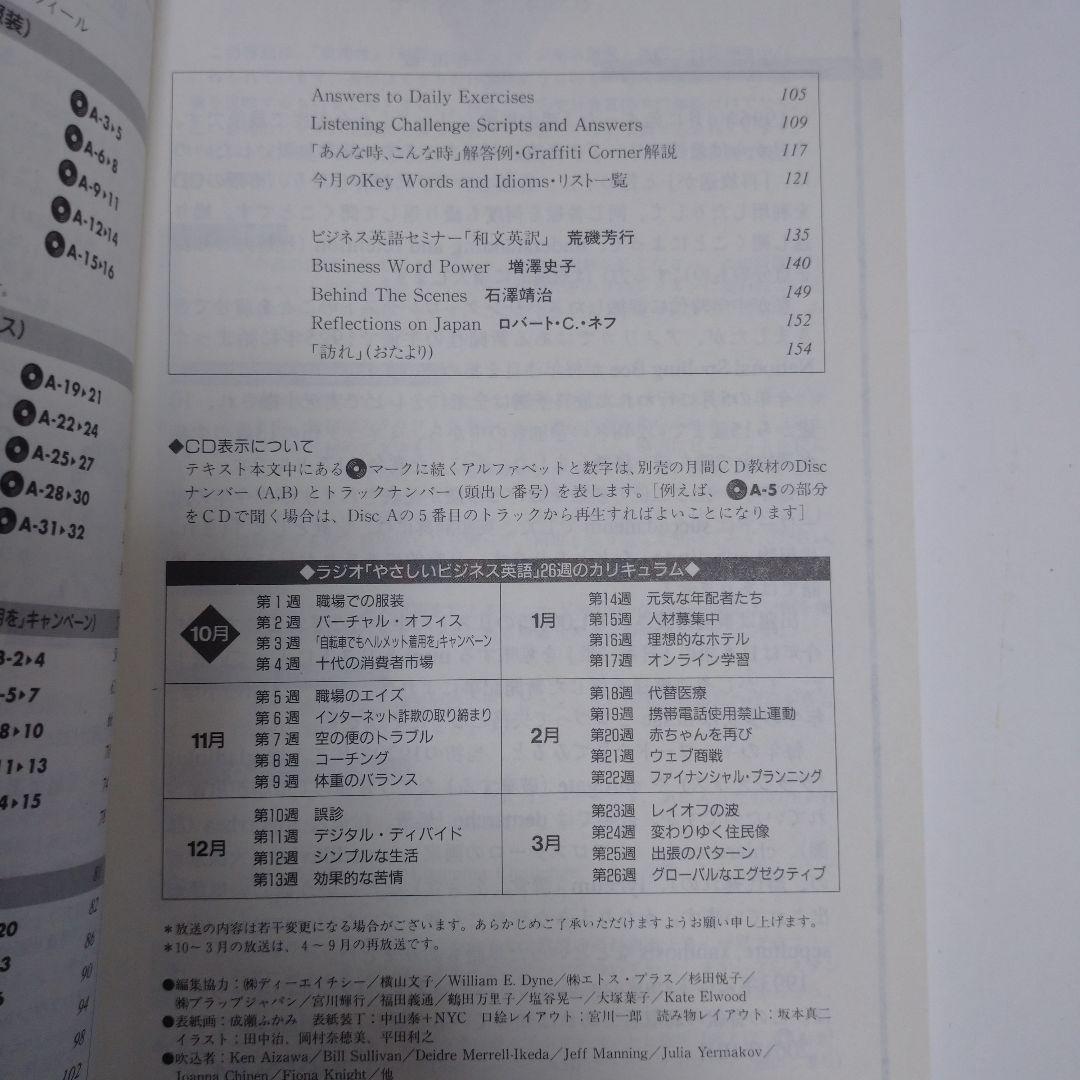 ィール
装)
A-3▸5
A-6▸8
A-9▸11
A-12▸14
A-15▸16
ス)
A-19▸21
A-22▸24
A-25▸27
A-28▸30
A-31▸32
用を」キャンペーン)
B-2▸4
-5▸7
8▸10
11▸13
4▸15
82
20
86
3
90
6
94
98
102
Answers to Daily Exercises 105
Listening Challenge Scripts and Answers 109
「あんな時、こんな時」解答例・Graffiti Corner解説 117
今月のKey Words and Idioms・リスト一覧 121
ビジネス英語セミナー「和文英訳」 荒磯芳行 135
Business Word Power 増澤史子 140
Behind The Scenes 石澤靖治 149
Reflections on Japan ロバート・C.・ネフ 152
「訪れ」(おたより) 154
◆CD表示について
テキスト本文中にあるマークに続くアルファベットと数字は、別売の月間CD教材のDisc
ナンバー (A,B) とトラックナンバー (頭出し番号) を表します。[例えば、A-5の部分
をCDで聞く場合は、Disc Aの5番目のトラックから再生すればよいことになります]
◆ラジオ「やさしいビジネス英語」26週のカリキュラム◆
10月
第1週 職場での服装
第2週 バーチャル・オフィス
第3週 「自転車でもヘルメット着用を」キャンペーン
第4週 十代の消費者市場
11月
第5週 職場のエイズ
第6週 インターネット詐欺の取り締まり
第7週 空の便のトラブル
第8週 コーチング
第9週 体重のバランス
12月
第10週 誤診
第11週 デジタル・ディバイド
第12週 シンプルな生活
第13週 効果的な苦情
1月
第14週 元気な年配者たち
第15週 人材募集中
第16週 理想的なホテル
第17週 オンライン学習
2月
第18週 代替医療
第19週 携帯電話使用禁止運動
第20週 赤ちゃんを再び
第21週 ウェブ商戦
第22週 ファイナンシャル・プランニング
3月
第23週 レイオフの波
第24週 変わりゆく住民像
第25週 出張のパターン
第26週 グローバルなエグゼクティブ
*放送の内容は若干変更になる場合がございます。あらかじめご了承いただけますようお願い申し上げます。
*10～3月の放送は、4～9月の再放送です。
●編集協力：㈱ディーエイチシー／横山文子／William E. Dyne／㈱エトス・プラス／杉田悦子／
㈱プラップジャパン／宮川輝行／福田義通／鶴田万里子／塩谷晃一／大塚葉子／Kate Elwood
●表紙画：成瀬ふかみ 表紙装丁：中山泰+NYC 口絵レイアウト：宮川一郎 読み物レイアウト：坂本真二
イラスト：田中治、岡村奈穂美、平田利之
●吹込者：Ken Aizawa／Bill Sullivan／Deidre Merrell-Ikeda／Jeff Manning／Julia Yermakov／
Joanna Chinen／Fiona Knight／他